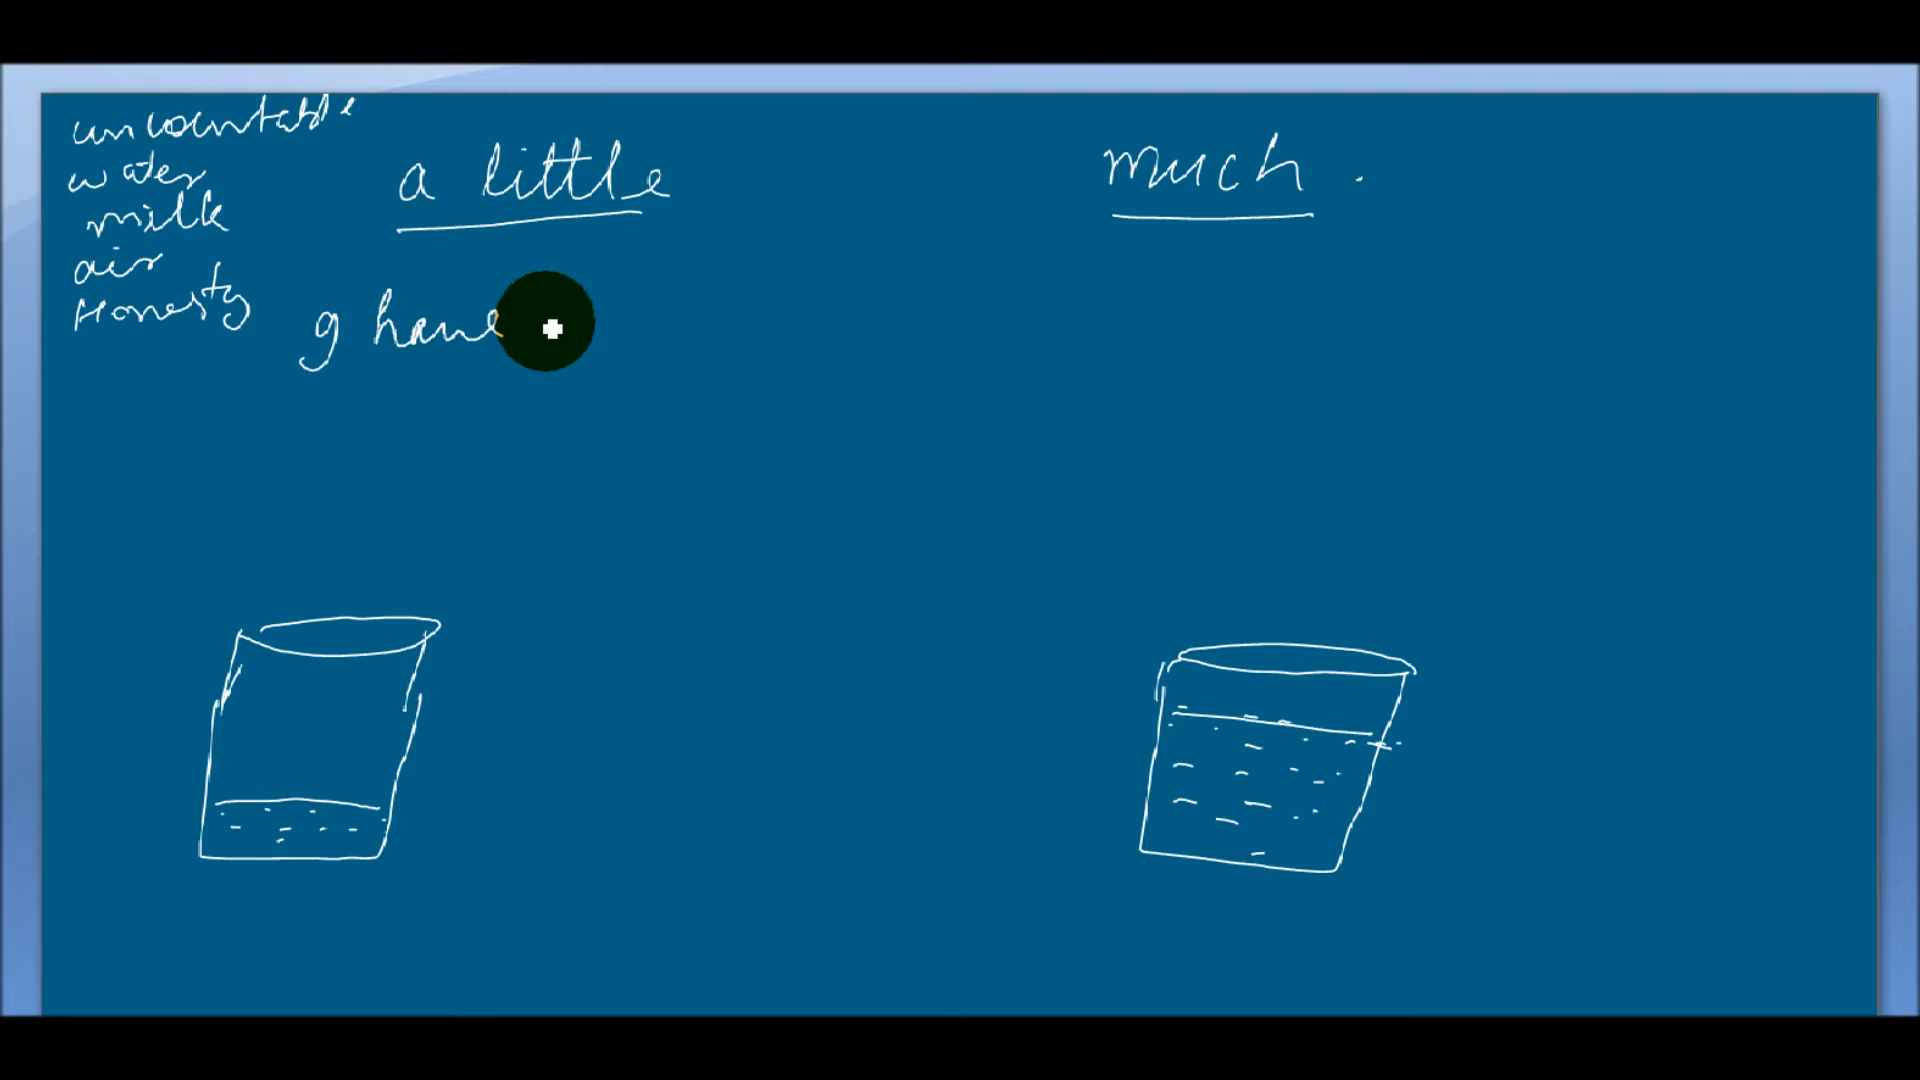 uncountable
water
milk
air
Honesty
a little
much .
I have